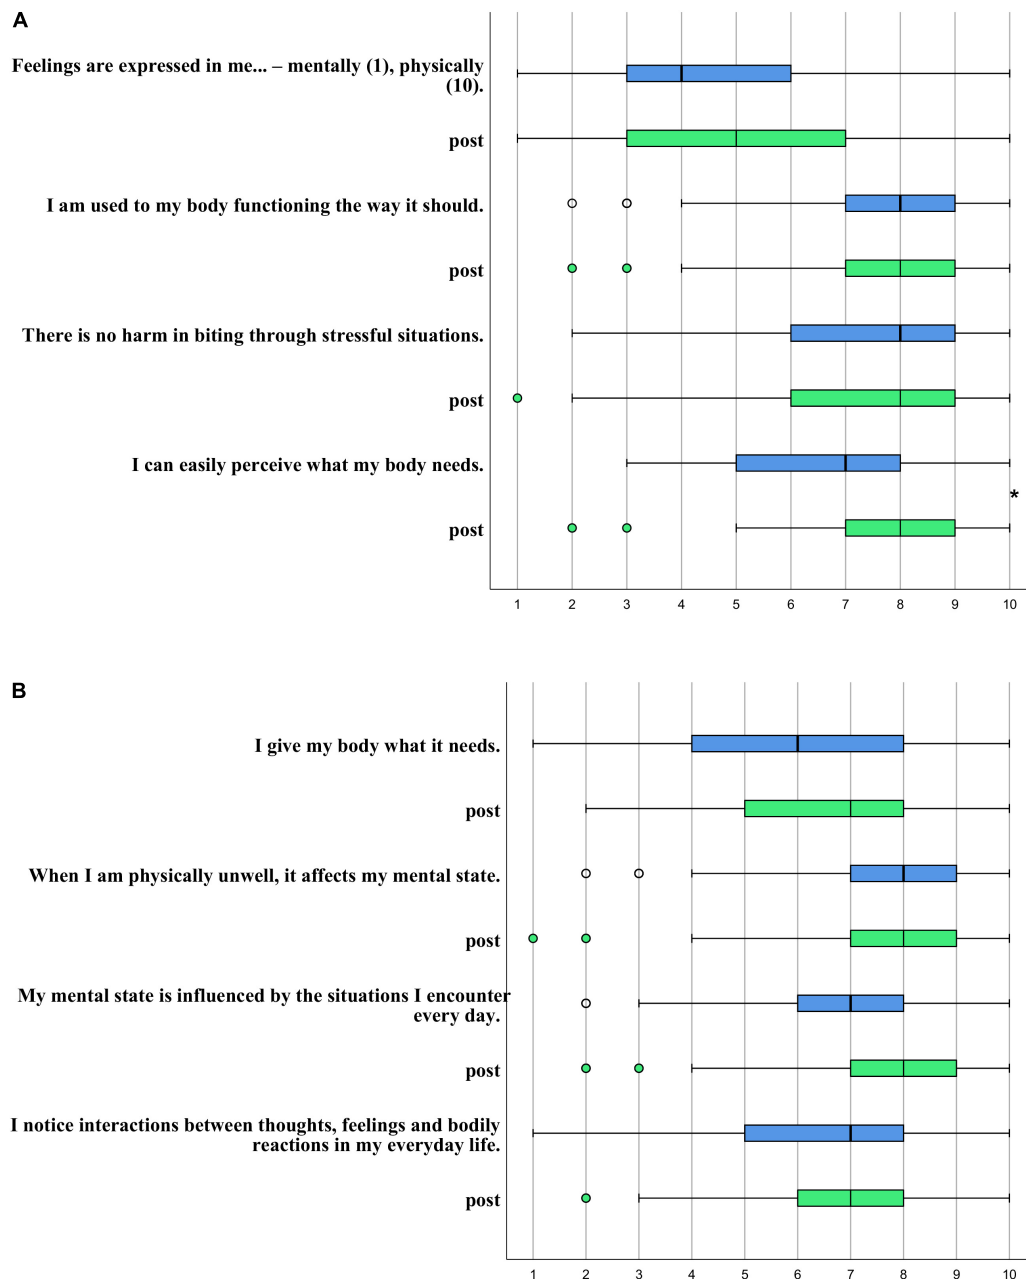 A
Feelings are expressed in me... – mentally (1), physically
(10).
post
I am used to my body functioning the way it should.
post
There is no harm in biting through stressful situations.
post
I can easily perceive what my body needs.
*
post
1 2 3 4 5 6 7 8 9 10
B
I give my body what it needs.
post
When I am physically unwell, it affects my mental state.
post
My mental state is influenced by the situations I encounter
every day.
post
I notice interactions between thoughts, feelings and bodily
reactions in my everyday life.
post
1 2 3 4 5 6 7 8 9 10